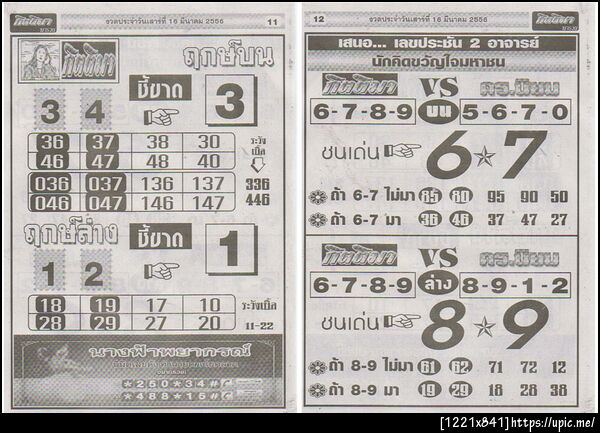 งวดประจำวันเสาร์ที่ 16 มีนาคม 2556
11
ฤกษ์บน
3 4
ชี้ขาด
3
36 37 38 30
46 47 48 40
ระวังเบิ้ล
036 037 136 137
046 047 146 147
336
446
ฤกษ์ล่าง
ชี้ขาด
1 2
1
18 19 17 10
28 29 27 20
ระวังเบิ้ล
11-22
นางฟ้าพยากรณ์
12
งวดประจำวันเสาร์ที่ 16 มีนาคม 2556
เสนอ... เลขประชัน 2 อาจารย์
นักคิดขวัญใจมหาชน
VS
6-7-8-9 บน 5-6-7-0
ชนเด่น 6 7
ถ้า 6-7 ไม่มา 85 80 95 90 50
ถ้า 6-7 มา 36 46 37 47 27
VS
6-7-8-9 ล่าง 8-9-1-2
ชนเด่น 8 9
ถ้า 8-9 ไม่มา 61 62 71 72 12
ถ้า 8-9 มา 19 29 18 28 38
[1221x841]https://upic.me/